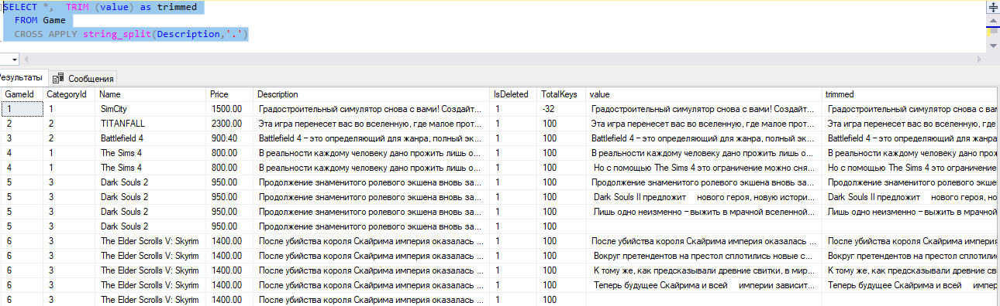 SELECT *, TRIM (value) as trimmed
FROM Game
CROSS APPLY string_split(Description,'.')
Результаты Сообщения
GameId CategoryId Name Price Description IsDeleted TotalKeys value trimmed
1 1 SimCity 1500.00 Градостроительный симулятор снова с вами! Создайт... 1 -32 Градостроительный симулятор снова с вами! Создайт... Градостроительный симулятор снова с вам
2 2 TITANFALL 2300.00 Эта игра перенесет вас во вселенную, где малое прот... 1 100 Эта игра перенесет вас во вселенную, где малое прот... Эта игра перенесет вас во вселенную, где
3 2 Battlefield 4 900.40 Battlefield 4 – это определяющий для жанра, полный эк... 1 100 Battlefield 4 – это определяющий для жанра, полный эк... Battlefield 4 – это определяющий для жанра
4 1 The Sims 4 800.00 В реальности каждому человеку дано прожить лишь о... 1 100 В реальности каждому человеку дано прожить лишь о... В реальности каждому человеку дано прож
4 1 The Sims 4 800.00 В реальности каждому человеку дано прожить лишь о... 1 100 Но с помощью The Sims 4 это ограничение можно сня... Но с помощью The Sims 4 это ограничение
5 3 Dark Souls 2 950.00 Продолжение знаменитого ролевого экшена вновь за... 1 100 Продолжение знаменитого ролевого экшена вновь за... Продолжение знаменитого ролевого экше
5 3 Dark Souls 2 950.00 Продолжение знаменитого ролевого экшена вновь за... 1 100 Dark Souls II предложит нового героя, новую истори... Dark Souls II предложит нового героя, но
5 3 Dark Souls 2 950.00 Продолжение знаменитого ролевого экшена вновь за... 1 100 Лишь одно неизменно – выжить в мрачной вселенной... Лишь одно неизменно – выжить в мрачной
5 3 Dark Souls 2 950.00 Продолжение знаменитого ролевого экшена вновь за... 1 100
6 3 The Elder Scrolls V: Skyrim 1400.00 После убийства короля Скайрима империя оказалась ... 1 100 После убийства короля Скайрима империя оказалась ... После убийства короля Скайрима империя
6 3 The Elder Scrolls V: Skyrim 1400.00 После убийства короля Скайрима империя оказалась ... 1 100 Вокруг претендентов на престол сплотились новые с... Вокруг претендентов на престол сплотили
6 3 The Elder Scrolls V: Skyrim 1400.00 После убийства короля Скайрима империя оказалась ... 1 100 К тому же, как предсказывали древние свитки, в мир... К тому же, как предсказывали древние св
6 3 The Elder Scrolls V: Skyrim 1400.00 После убийства короля Скайрима империя оказалась ... 1 100 Теперь будущее Скайрима и всей империи зависит... Теперь будущее Скайрима и всей импер
6 3 The Elder Scrolls V: Skyrim 1400.00 После убийства короля Скайрима империя оказалась ... 1 100